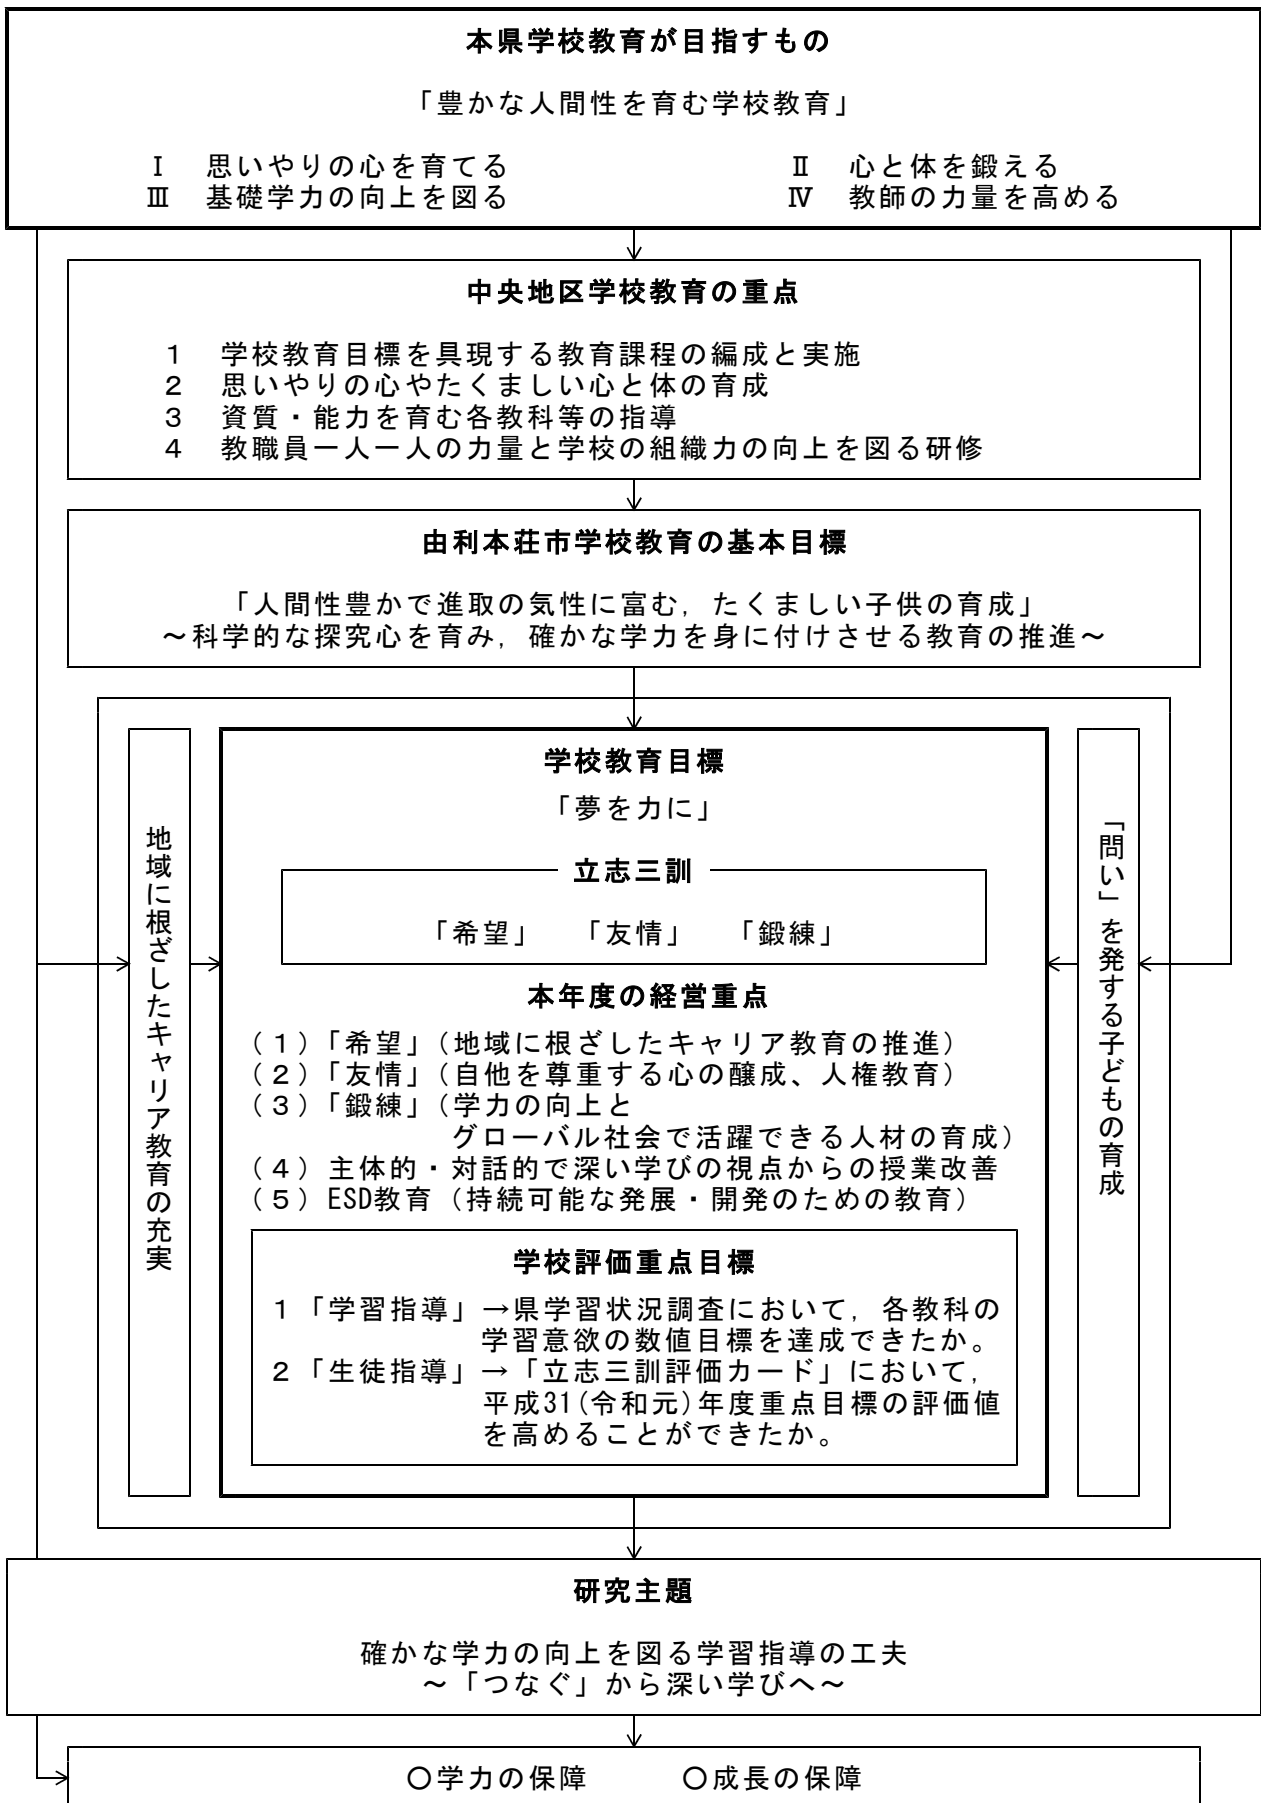 本県学校教育が目指すもの
「豊かな人間性を育む学校教育」
Ⅰ 思いやりの心を育てる Ⅱ 心と体を鍛える
Ⅲ 基礎学力の向上を図る Ⅳ 教師の力量を高める
中央地区学校教育の重点
１ 学校教育目標を具現する教育課程の編成と実施
２ 思いやりの心やたくましい心と体の育成
３ 資質・能力を育む各教科等の指導
４ 教職員一人一人の力量と学校の組織力の向上を図る研修
由利本荘市学校教育の基本目標
「人間性豊かで進取の気性に富む，たくましい子供の育成」
～科学的な探究心を育み，確かな学力を身に付けさせる教育の推進～
地域に根ざしたキャリア教育の充実
学校教育目標
「夢を力に」
立志三訓
「希望」 「友情」 「鍛練」
本年度の経営重点
（１）「希望」（地域に根ざしたキャリア教育の推進）
（２）「友情」（自他を尊重する心の醸成、人権教育）
（３）「鍛練」（学力の向上と
グローバル社会で活躍できる人材の育成）
（４）主体的・対話的で深い学びの視点からの授業改善
（５）ESD教育（持続可能な発展・開発のための教育）
学校評価重点目標
１「学習指導」→県学習状況調査において，各教科の
学習意欲の数値目標を達成できたか。
２「生徒指導」→「立志三訓評価カード」において，
平成31(令和元)年度重点目標の評価値
を高めることができたか。
「問い」を発する子どもの育成
研究主題
確かな学力の向上を図る学習指導の工夫
～「つなぐ」から深い学びへ～
○学力の保障 ○成長の保障